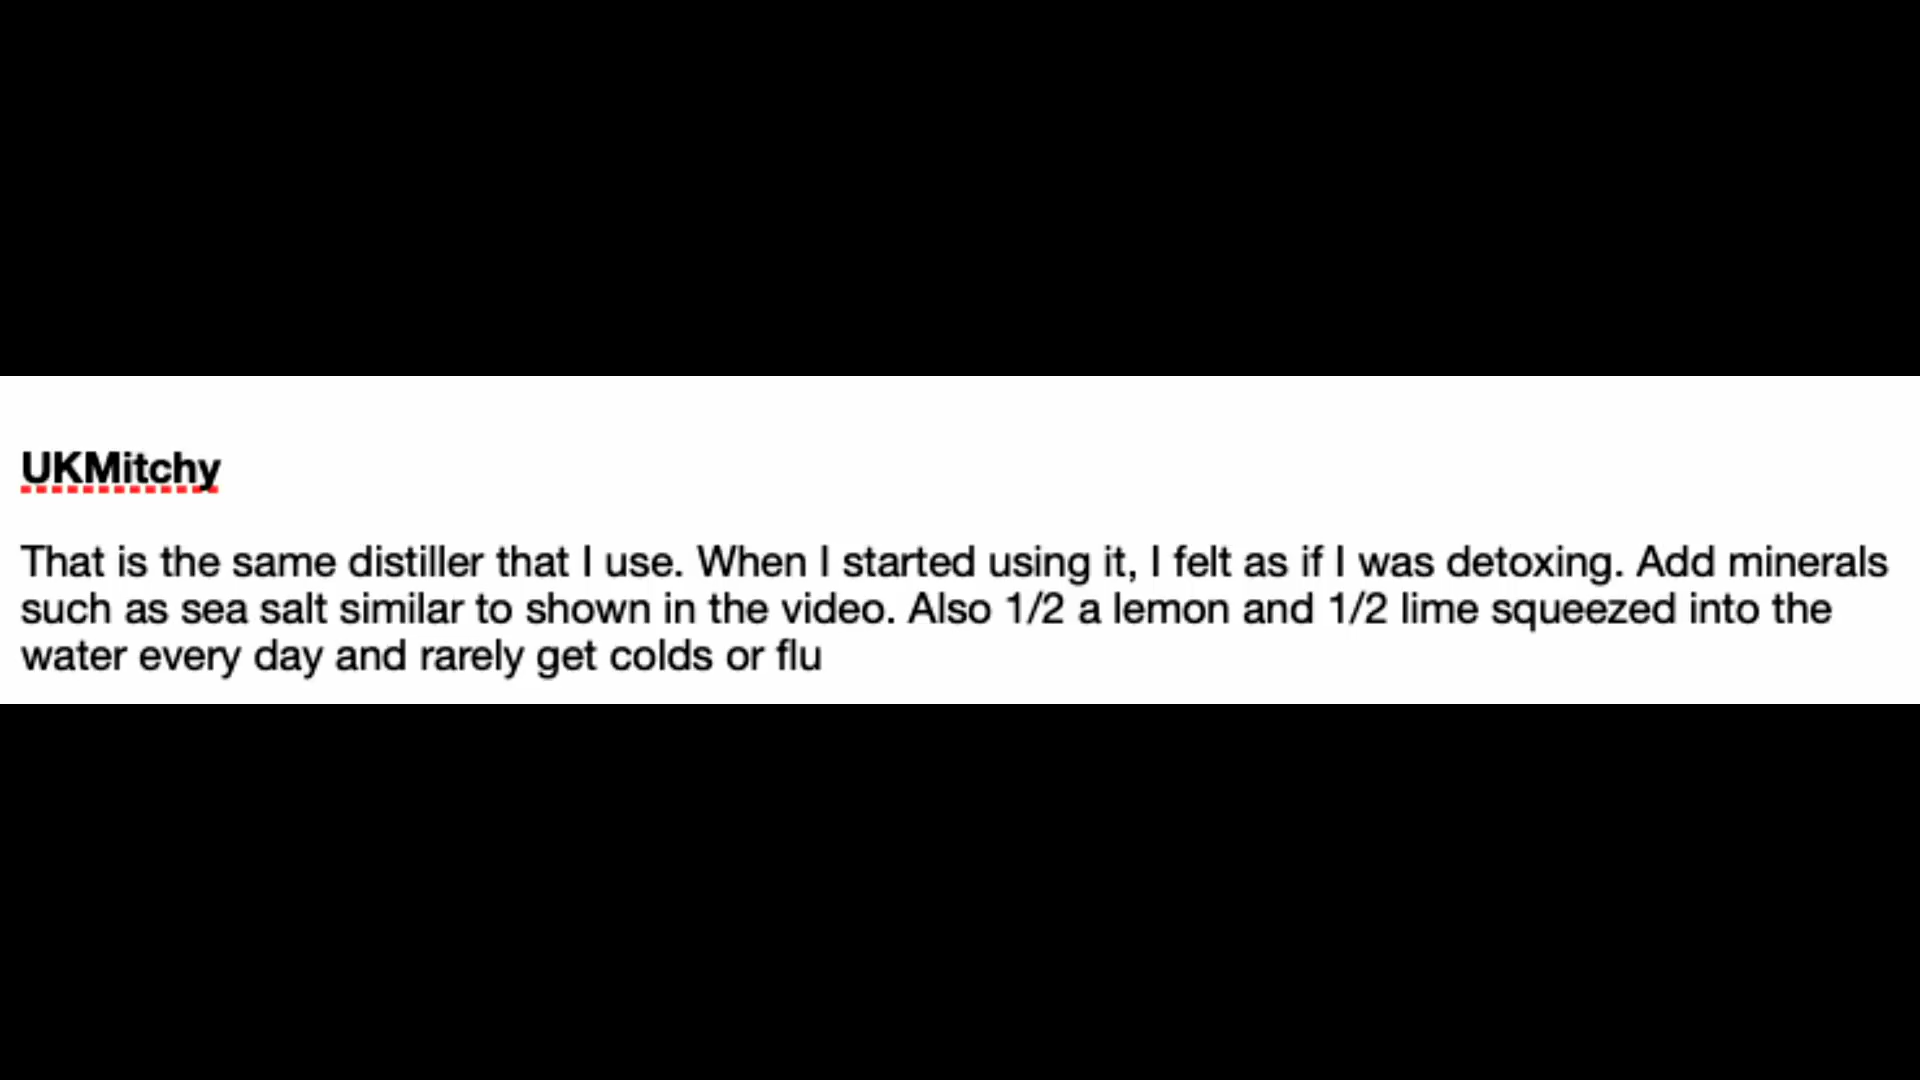 UKMitchy
That is the same distiller that I use. When I started using it, I felt as if I was detoxing. Add minerals
such as sea salt similar to shown in the video. Also 1/2 a lemon and 1/2 lime squeezed into the
water every day and rarely get colds or flu